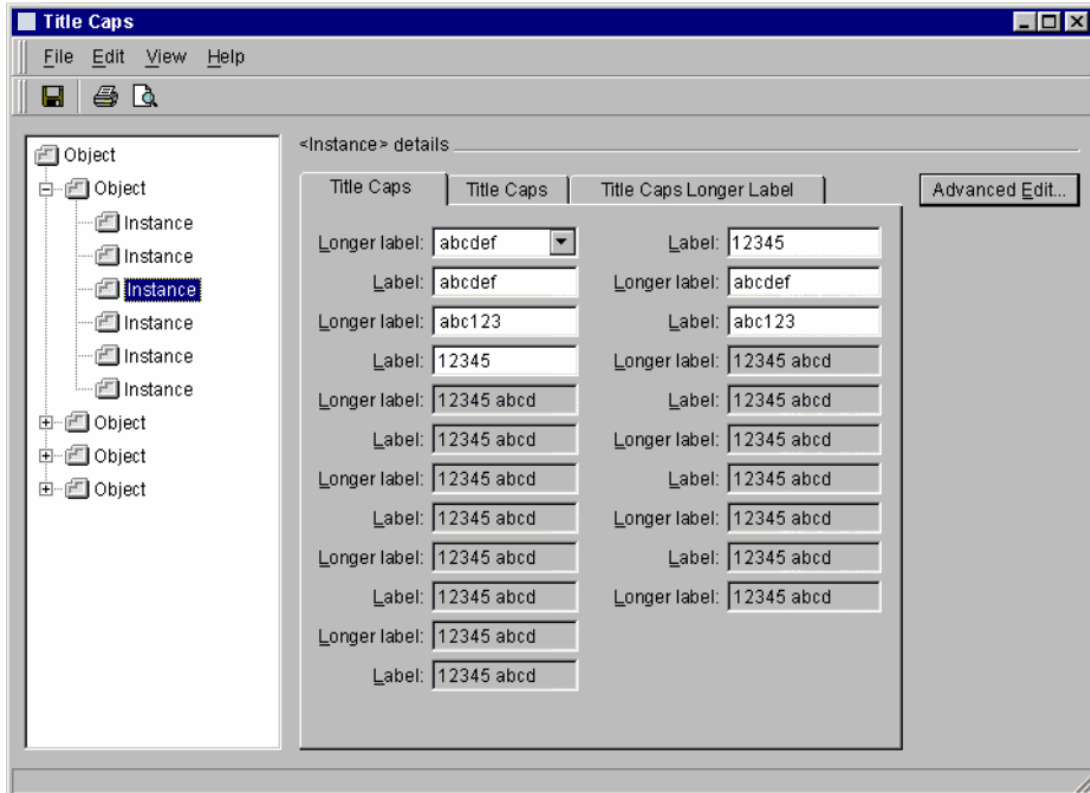 Title Caps
File Edit View Help
Object
Object
Instance
Instance
Instance
Instance
Instance
Instance
Object
Object
Object
<Instance> details
Title Caps Title Caps Title Caps Longer Label
Advanced Edit...
Longer label: abcdef
Label: abcdef
Longer label: abc123
Label: 12345
Longer label: 12345 abcd
Label: 12345 abcd
Longer label: 12345 abcd
Label: 12345 abcd
Longer label: 12345 abcd
Label: 12345 abcd
Longer label: 12345 abcd
Label: 12345 abcd
Label: 12345
Longer label: abcdef
Label: abc123
Longer label: 12345 abcd
Label: 12345 abcd
Longer label: 12345 abcd
Label: 12345 abcd
Longer label: 12345 abcd
Label: 12345 abcd
Longer label: 12345 abcd